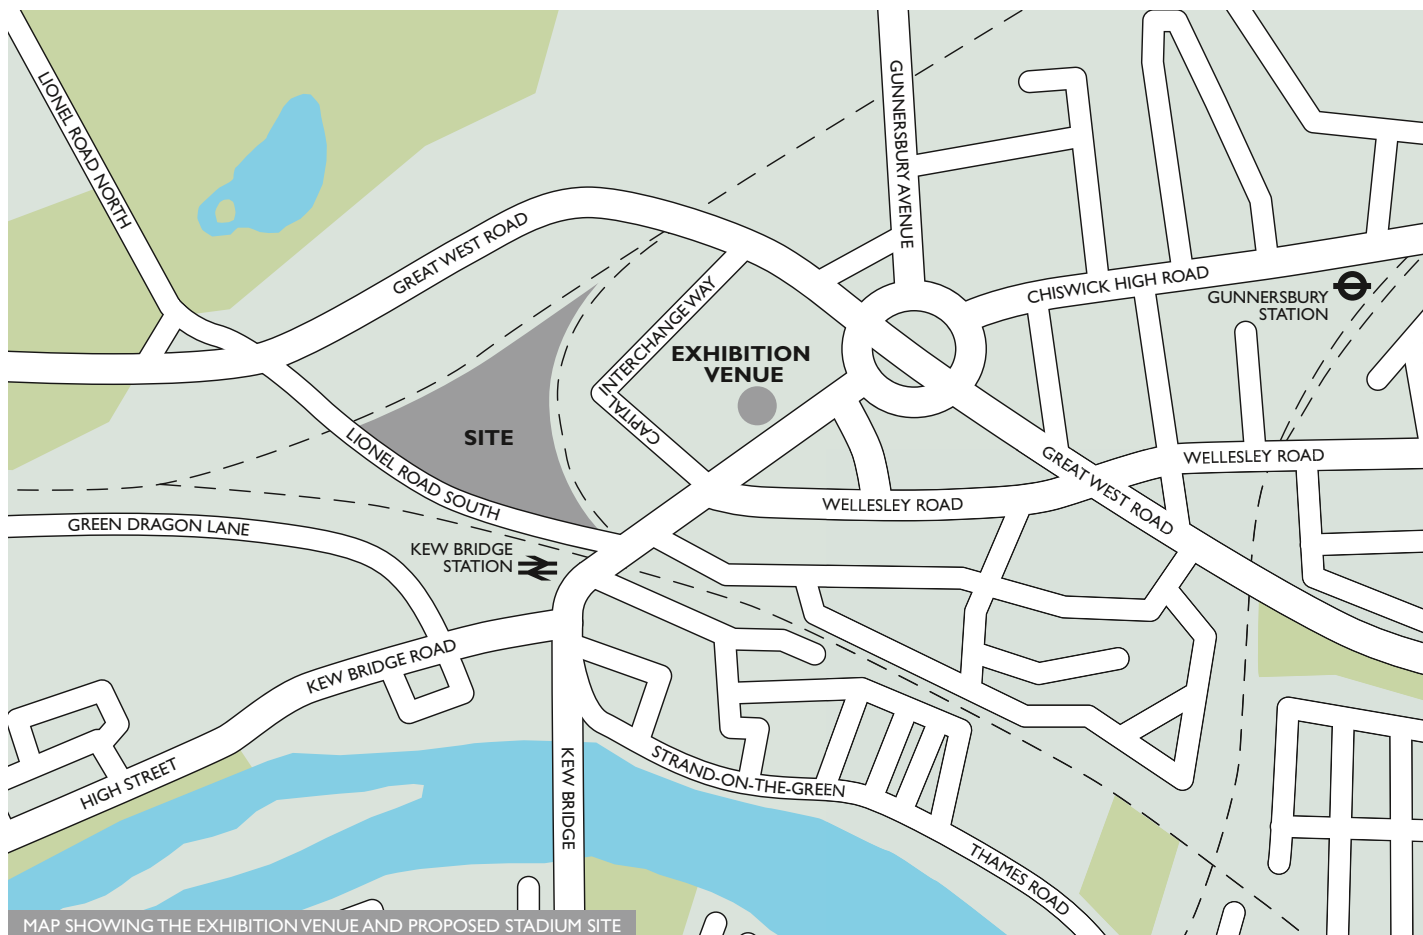 LIONEL ROAD NORTH
GREAT WEST ROAD
GUNNERSBURY AVENUE
CHISWICK HIGH ROAD
GUNNERSBURY
STATION
INTERCHANGE WAY
CAPITAL
EXHIBITION
VENUE
SITE
LIONEL ROAD SOUTH
GREAT WEST ROAD
WELLESLEY ROAD
WELLESLEY ROAD
GREEN DRAGON LANE
KEW BRIDGE
STATION
KEW BRIDGE ROAD
HIGH STREET
KEW BRIDGE
STRAND-ON-THE-GREEN
THAMES ROAD
MAP SHOWING THE EXHIBITION VENUE AND PROPOSED STADIUM SITE